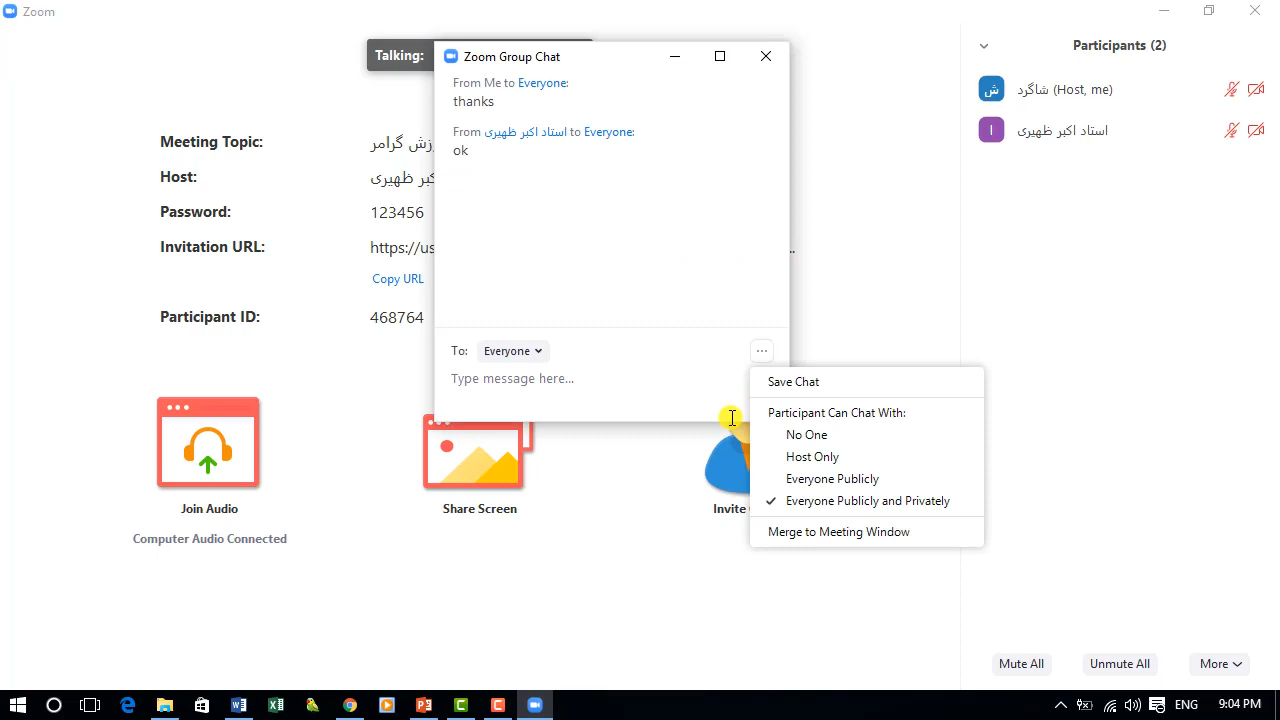 Zoom
Talking:
Zoom Group Chat
From Me to Everyone:
thanks
From استاد اکبر ظهیری to Everyone:
ok
To: Everyone
Type message here...
Save Chat
Participant Can Chat With:
No One
Host Only
Everyone Publicly
Everyone Publicly and Privately
Merge to Meeting Window
Meeting Topic: گرامر
Host: ظهیری
Password: 123456
Invitation URL: https://us
...
Copy URL
Participant ID: 468764
Join Audio
Computer Audio Connected
Share Screen
Invite
Participants (2)
ش شاگرد (Host, me)
ا استاد اکبر ظهیری
Mute All
Unmute All
More
ENG
9:04 PM